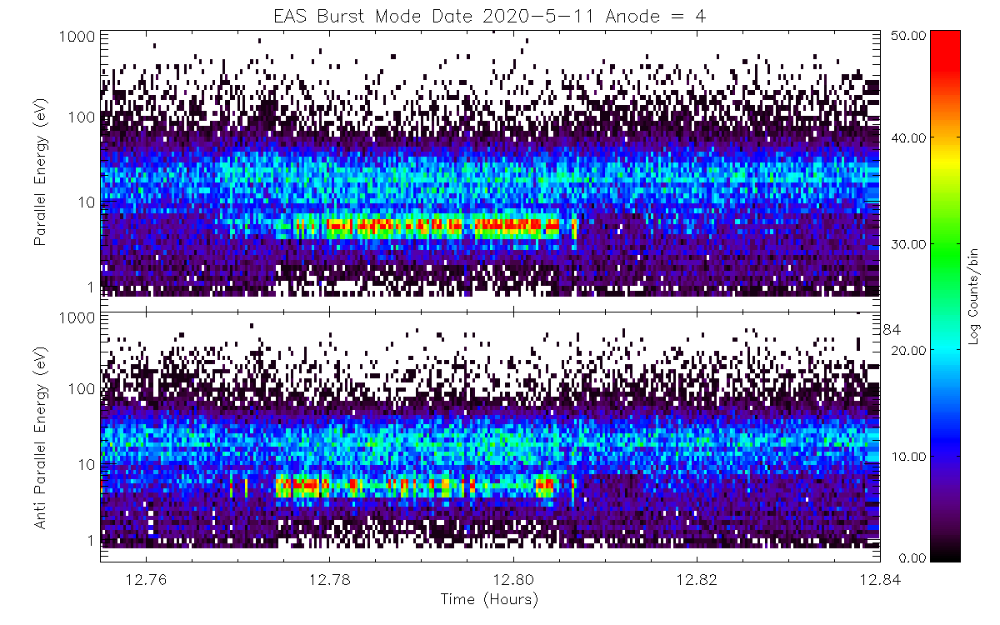 EAS Burst Mode Date 2020-5-11 Anode = 4
1000
100
10
1
Parallel Energy (eV)
1000
100
10
1
Anti Parallel Energy (eV)
84
12.76 12.78 12.80 12.82 12.84
Time (Hours)
50.00
40.00
30.00
20.00
10.00
0.00
Log Counts/bin